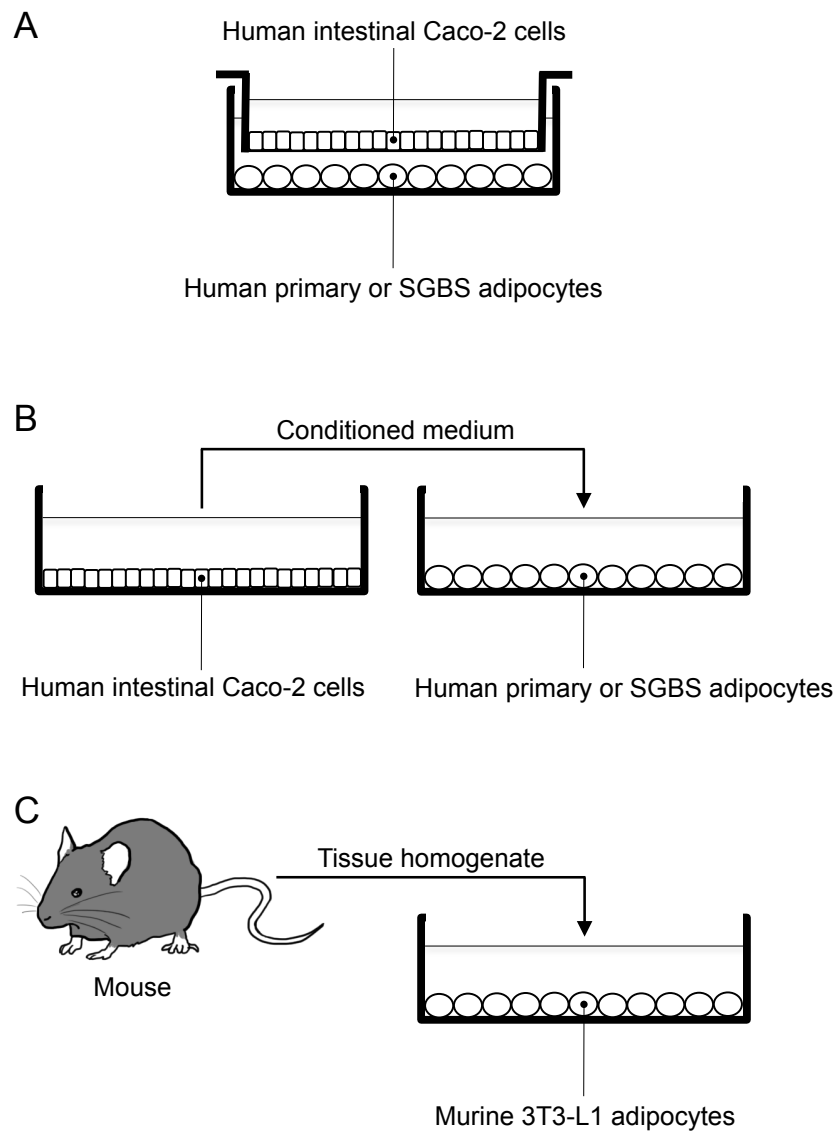 A
Human intestinal Caco-2 cells
Human primary or SGBS adipocytes
B
Conditioned medium
Human intestinal Caco-2 cells
Human primary or SGBS adipocytes
C
Tissue homogenate
Mouse
Murine 3T3-L1 adipocytes